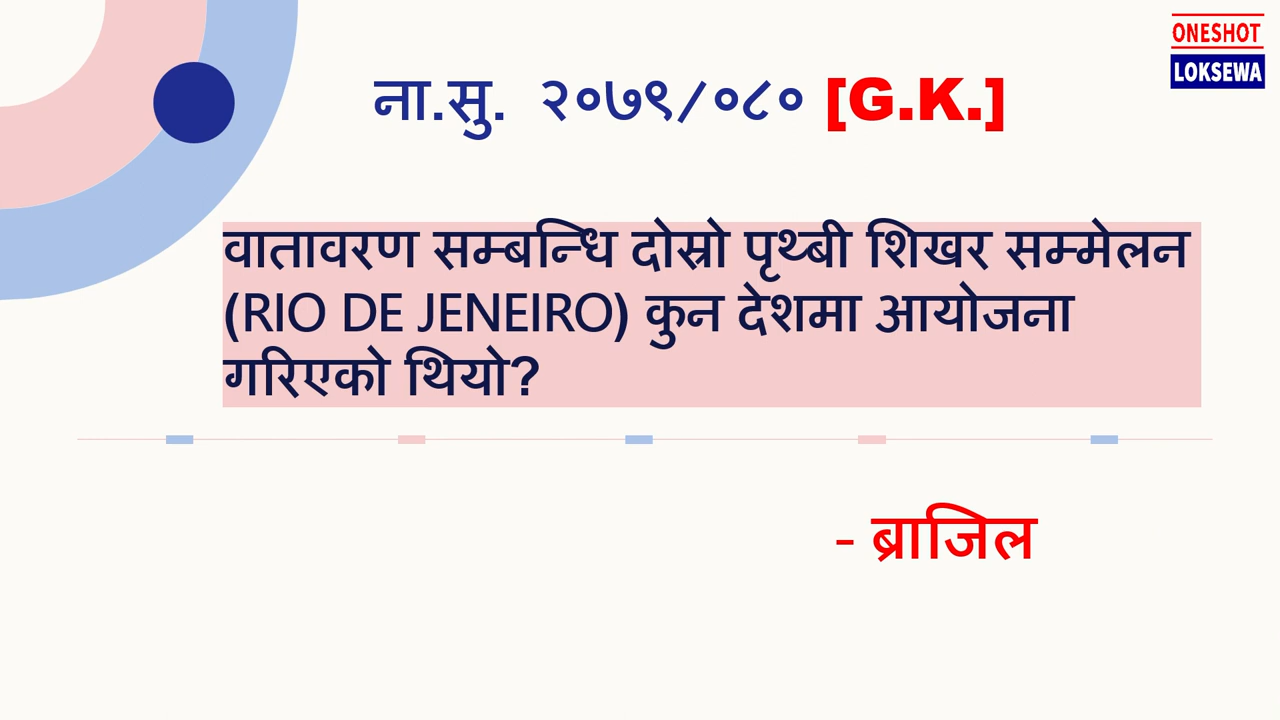 ONESHOT
LOKSEWA
ना.सु. २०७९/०८० [G.K.]
वातावरण सम्बन्धि दोस्रो पृथ्बी शिखर सम्मेलन
(RIO DE JENEIRO) कुन देशमा आयोजना
गरिएको थियो?
- ब्राजिल